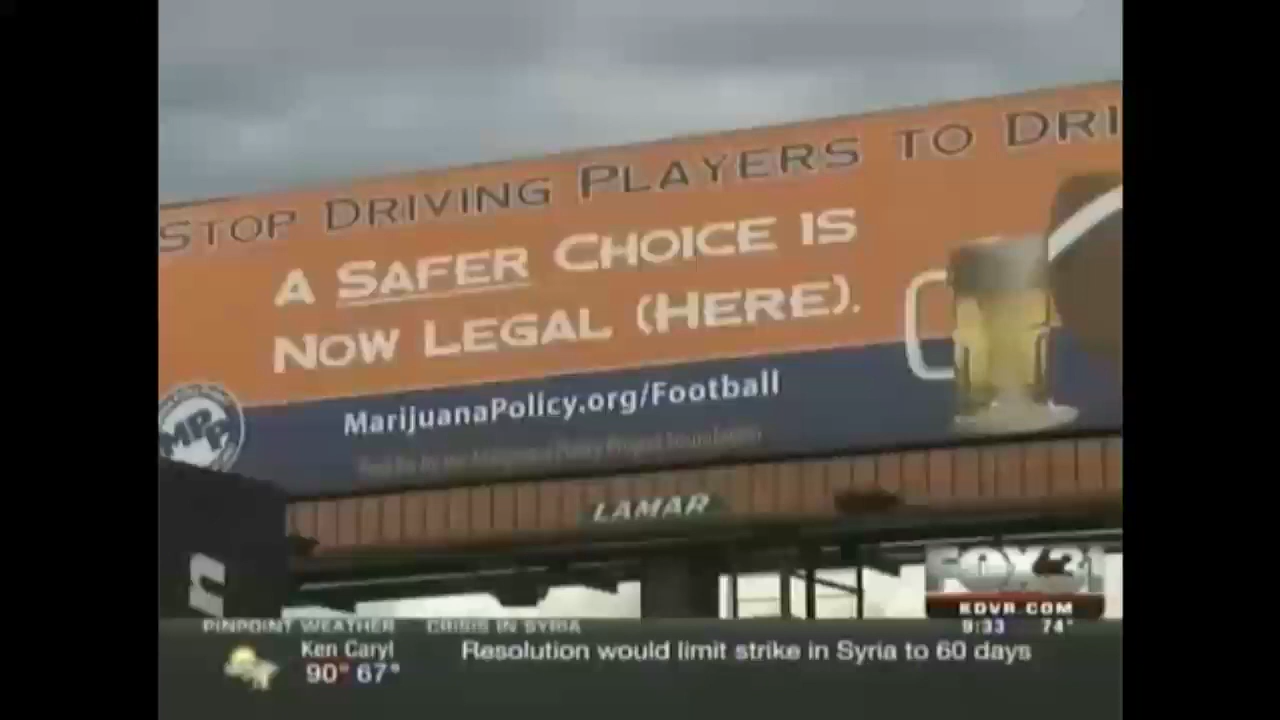 STOP DRIVING PLAYERS TO DRI
A SAFER CHOICE IS
NOW LEGAL (HERE).
MarijuanaPolicy.org/Football
MPP
LAMAR
FOX 31
KDVR.COM
9:33 74°
PINPOINT WEATHER CRISIS IN SYRIA
Ken Caryl
90° 67°
Resolution would limit strike in Syria to 60 days